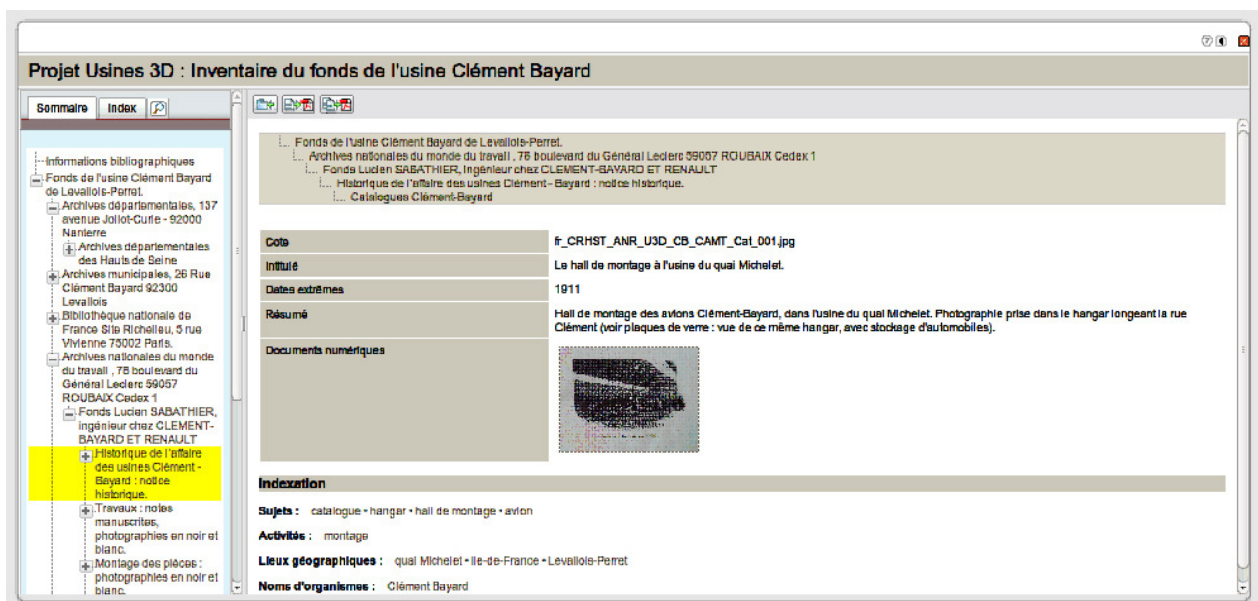 Projet Usines 3D : Inventaire du fonds de l'usine Clément Bayard
Sommaire
Index
Informations bibliographiques
Fonds de l'usine Clément Bayard
de Levallois-Perret.
Archives départementales, 137
avenue Joliot-Curie - 92000
Nanterre
Archives départementales
des Hauts de Seine
Archives municipales, 26 Rue
Clément Bayard 92300
Levallois
Bibliothèque nationale de
France Site Richelieu, 5 rue
Vivienne 75002 Paris.
Archives nationales du monde
du travail , 78 boulevard du
Général Leclerc 59057
ROUBAIX Cedex 1
Fonds Lucien SABATHIER,
ingénieur chez CLEMENT-
BAYARD ET RENAULT
Historique de l'affaire
des usines Clément -
Bayard : notice
historique.
Travaux : notes
manuscrites,
photographies en noir et
blanc.
Montage des pièces :
photographies en noir et
blanc.
Fonds de l'usine Clément Bayard de Levallois-Perret.
Archives nationales du monde du travail , 78 boulevard du Général Leclerc 59057 ROUBAIX Cedex 1
Fonds Lucien SABATHIER, ingénieur chez CLEMENT-BAYARD ET RENAULT
Historique de l'affaire des usines Clément- Bayard : notice historique.
Catalogues Clément-Bayard
Cote fr_CRHST_ANR_U3D_CB_CAMT_Cat_001.jpg
Intitulé Le hall de montage à l'usine du quai Michelet.
Dates extrêmes 1911
Résumé Hall de montage des avions Clément-Bayard, dans l'usine du quai Michelet. Photographie prise dans le hangar longeant la rue
Clément (voir plaques de verre : vue de ce même hangar, avec stockage d'automobiles).
Documents numériques
Indexation
Sujets : catalogue • hangar • hall de montage • avion
Activités : montage
Lieux géographiques : quai Michelet • Ile-de-France • Levallois-Perret
Noms d'organismes : Clément Bayard